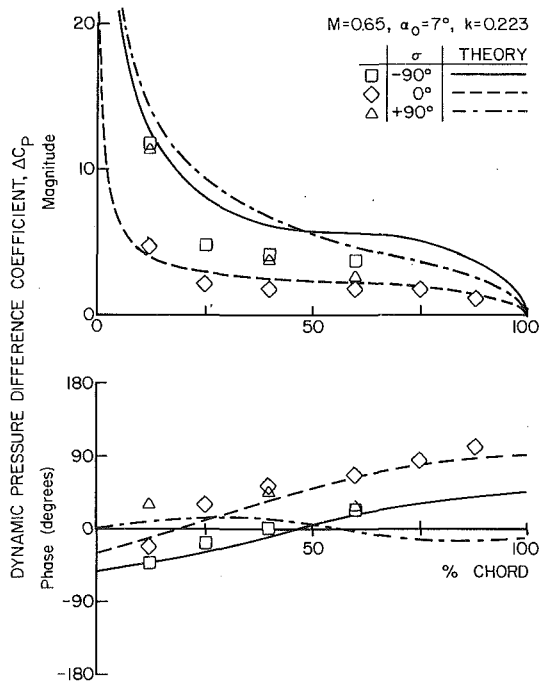 M=0.65, α₀=7°, k=0.223
σ THEORY
-90°
0°
+90°
DYNAMIC PRESSURE DIFFERENCE COEFFICIENT, ΔCp
Magnitude
20
10
0
0 50 100
Phase (degrees)
180
90
0
-90
-180
0 50 100
% CHORD